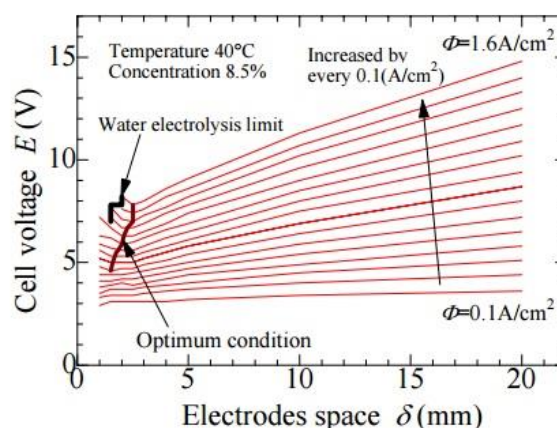 15
10
5
0
Cell voltage E (V)
Temperature 40°C
Concentration 8.5%
Water electrolysis limit
Optimum condition
Increased by
every 0.1(A/cm²)
Φ=1.6A/cm²
Φ=0.1A/cm²
0 5 10 15 20
Electrodes space δ (mm)